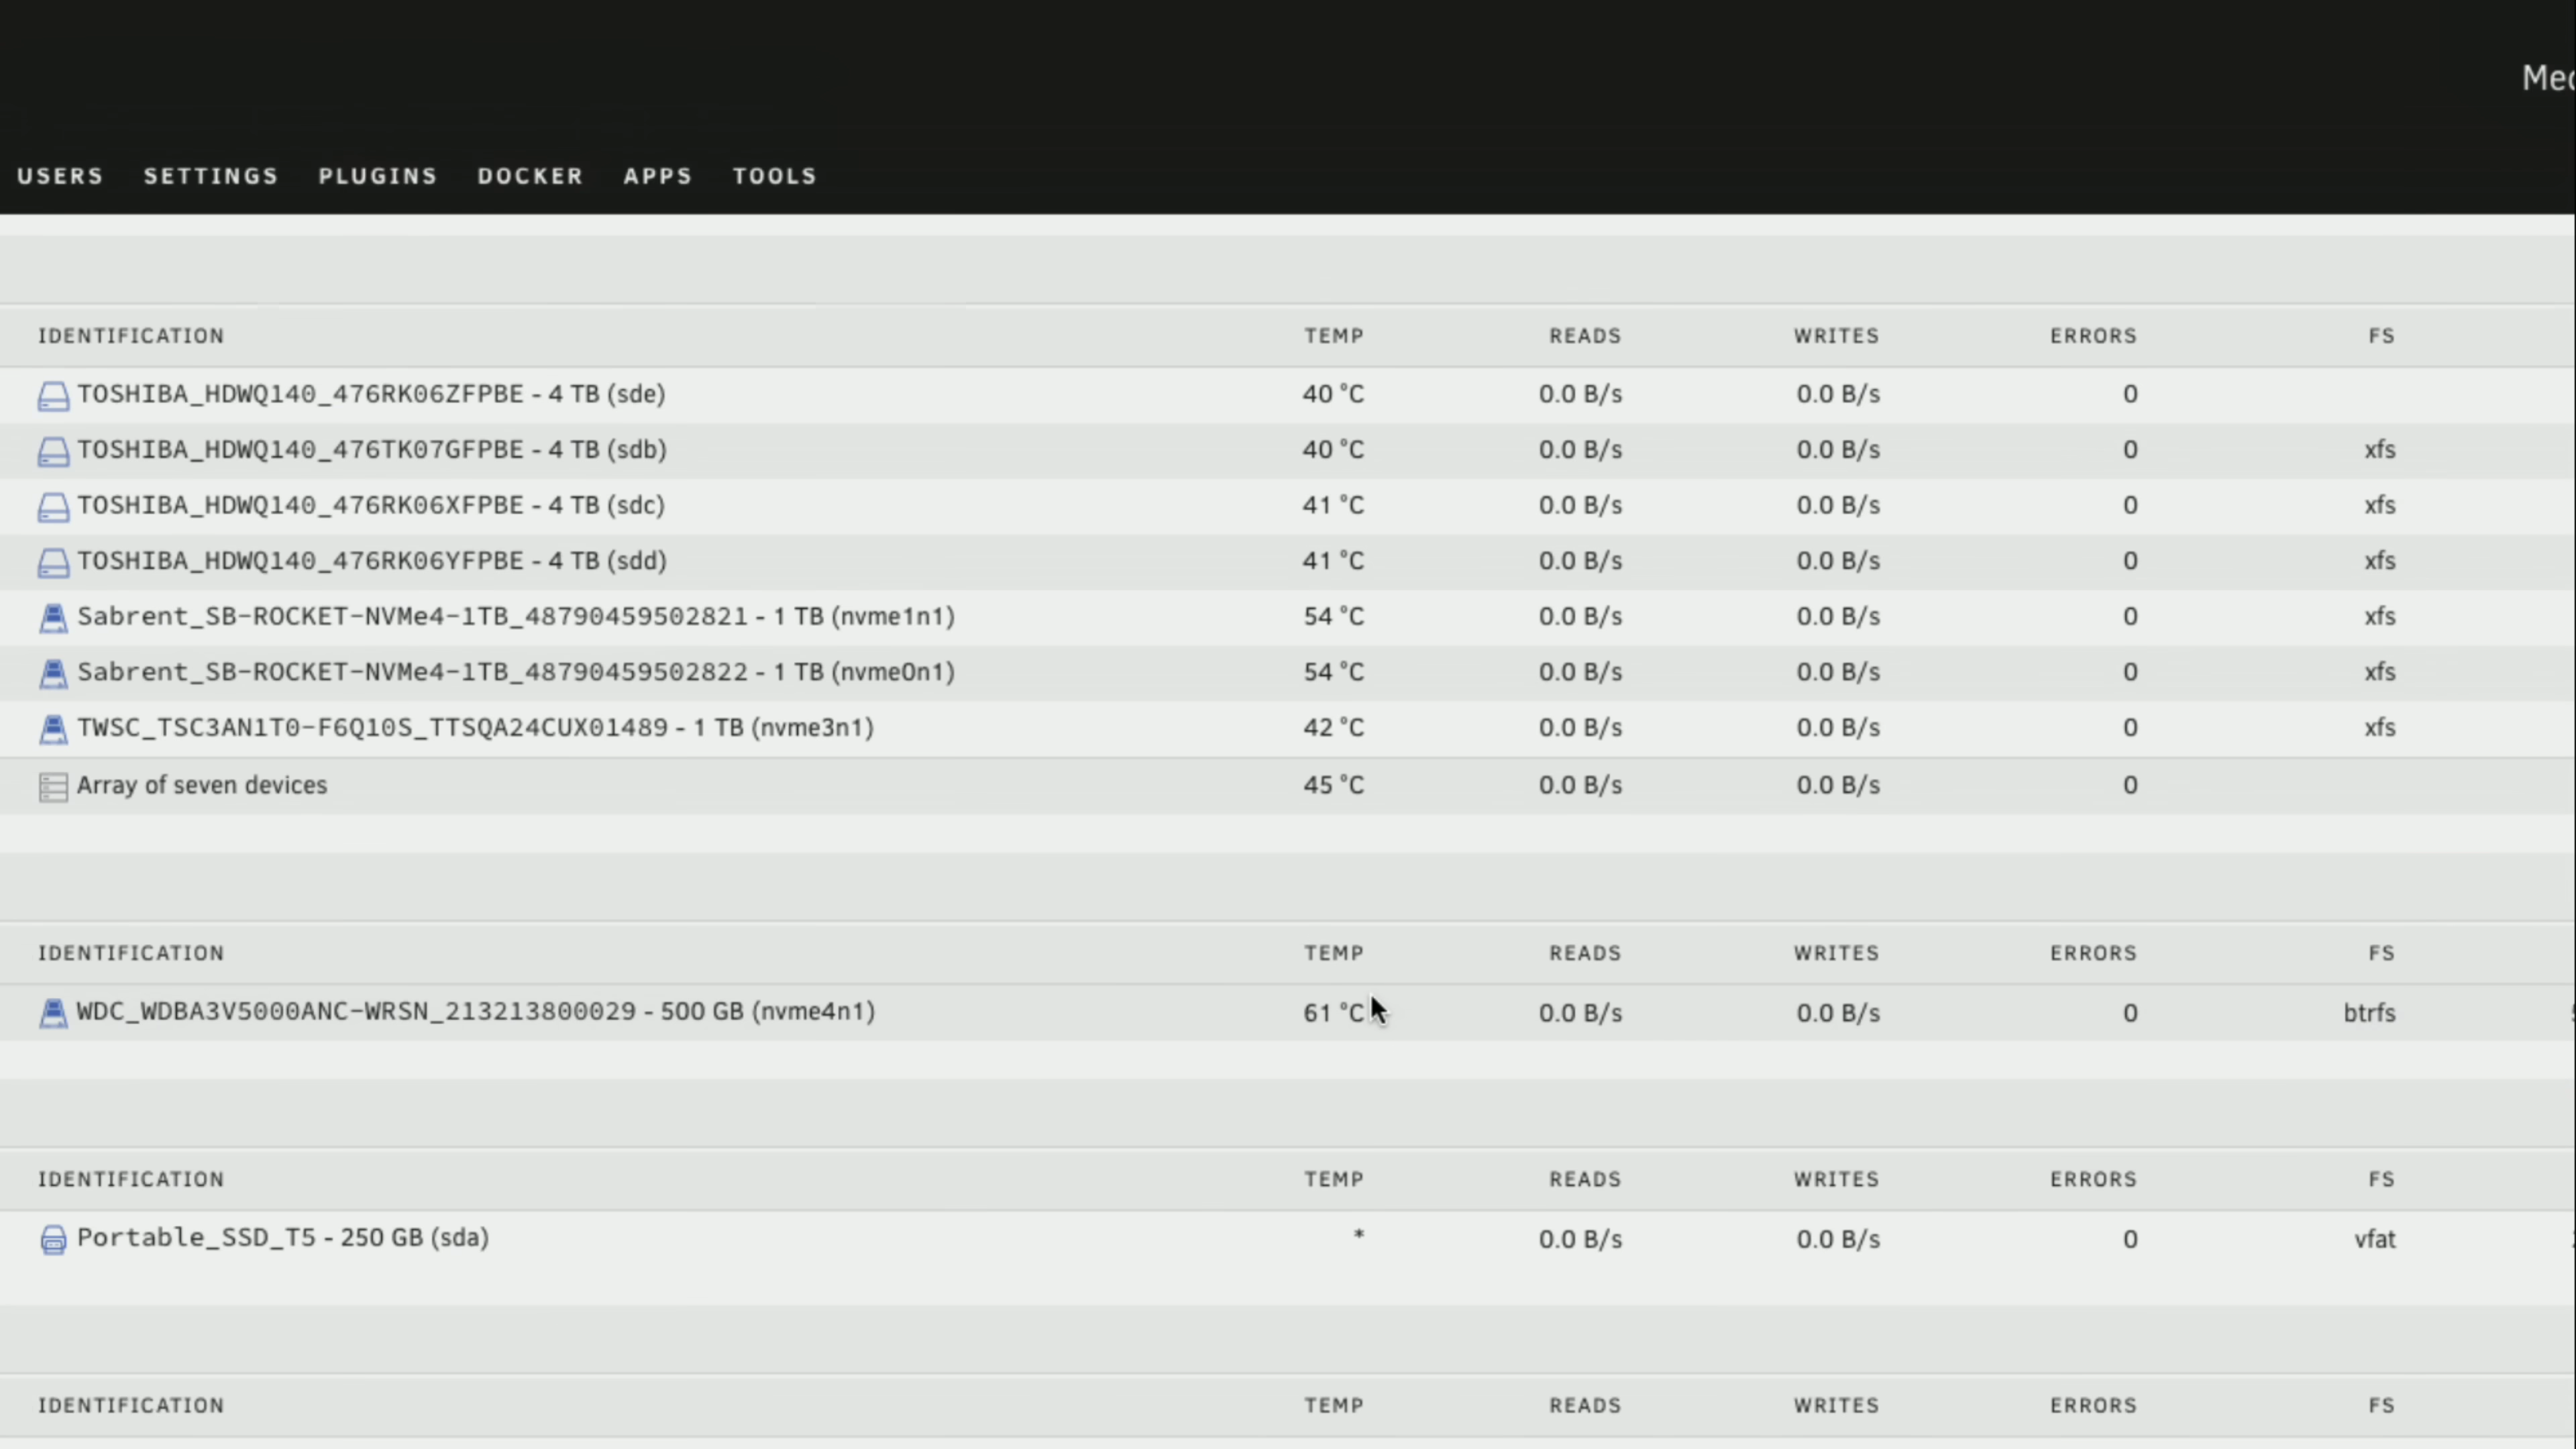 Med
USERS SETTINGS PLUGINS DOCKER APPS TOOLS
IDENTIFICATION TEMP READS WRITES ERRORS FS
TOSHIBA_HDWQ140_476RK06ZFPBE - 4 TB (sde) 40 °C 0.0 B/s 0.0 B/s 0
TOSHIBA_HDWQ140_476TK07GFPBE - 4 TB (sdb) 40 °C 0.0 B/s 0.0 B/s 0 xfs
TOSHIBA_HDWQ140_476RK06XFPBE - 4 TB (sdc) 41 °C 0.0 B/s 0.0 B/s 0 xfs
TOSHIBA_HDWQ140_476RK06YFPBE - 4 TB (sdd) 41 °C 0.0 B/s 0.0 B/s 0 xfs
Sabrent_SB-ROCKET-NVMe4-1TB_48790459502821 - 1 TB (nvme1n1) 54 °C 0.0 B/s 0.0 B/s 0 xfs
Sabrent_SB-ROCKET-NVMe4-1TB_48790459502822 - 1 TB (nvme0n1) 54 °C 0.0 B/s 0.0 B/s 0 xfs
TWSC_TSC3AN1T0-F6Q10S_TTSQA24CUX01489 - 1 TB (nvme3n1) 42 °C 0.0 B/s 0.0 B/s 0 xfs
Array of seven devices 45 °C 0.0 B/s 0.0 B/s 0
IDENTIFICATION TEMP READS WRITES ERRORS FS
WDC_WDBA3V5000ANC-WRSN_213213800029 - 500 GB (nvme4n1) 61 °C 0.0 B/s 0.0 B/s 0 btrfs
IDENTIFICATION TEMP READS WRITES ERRORS FS
Portable_SSD_T5 - 250 GB (sda) * 0.0 B/s 0.0 B/s 0 vfat
IDENTIFICATION TEMP READS WRITES ERRORS FS